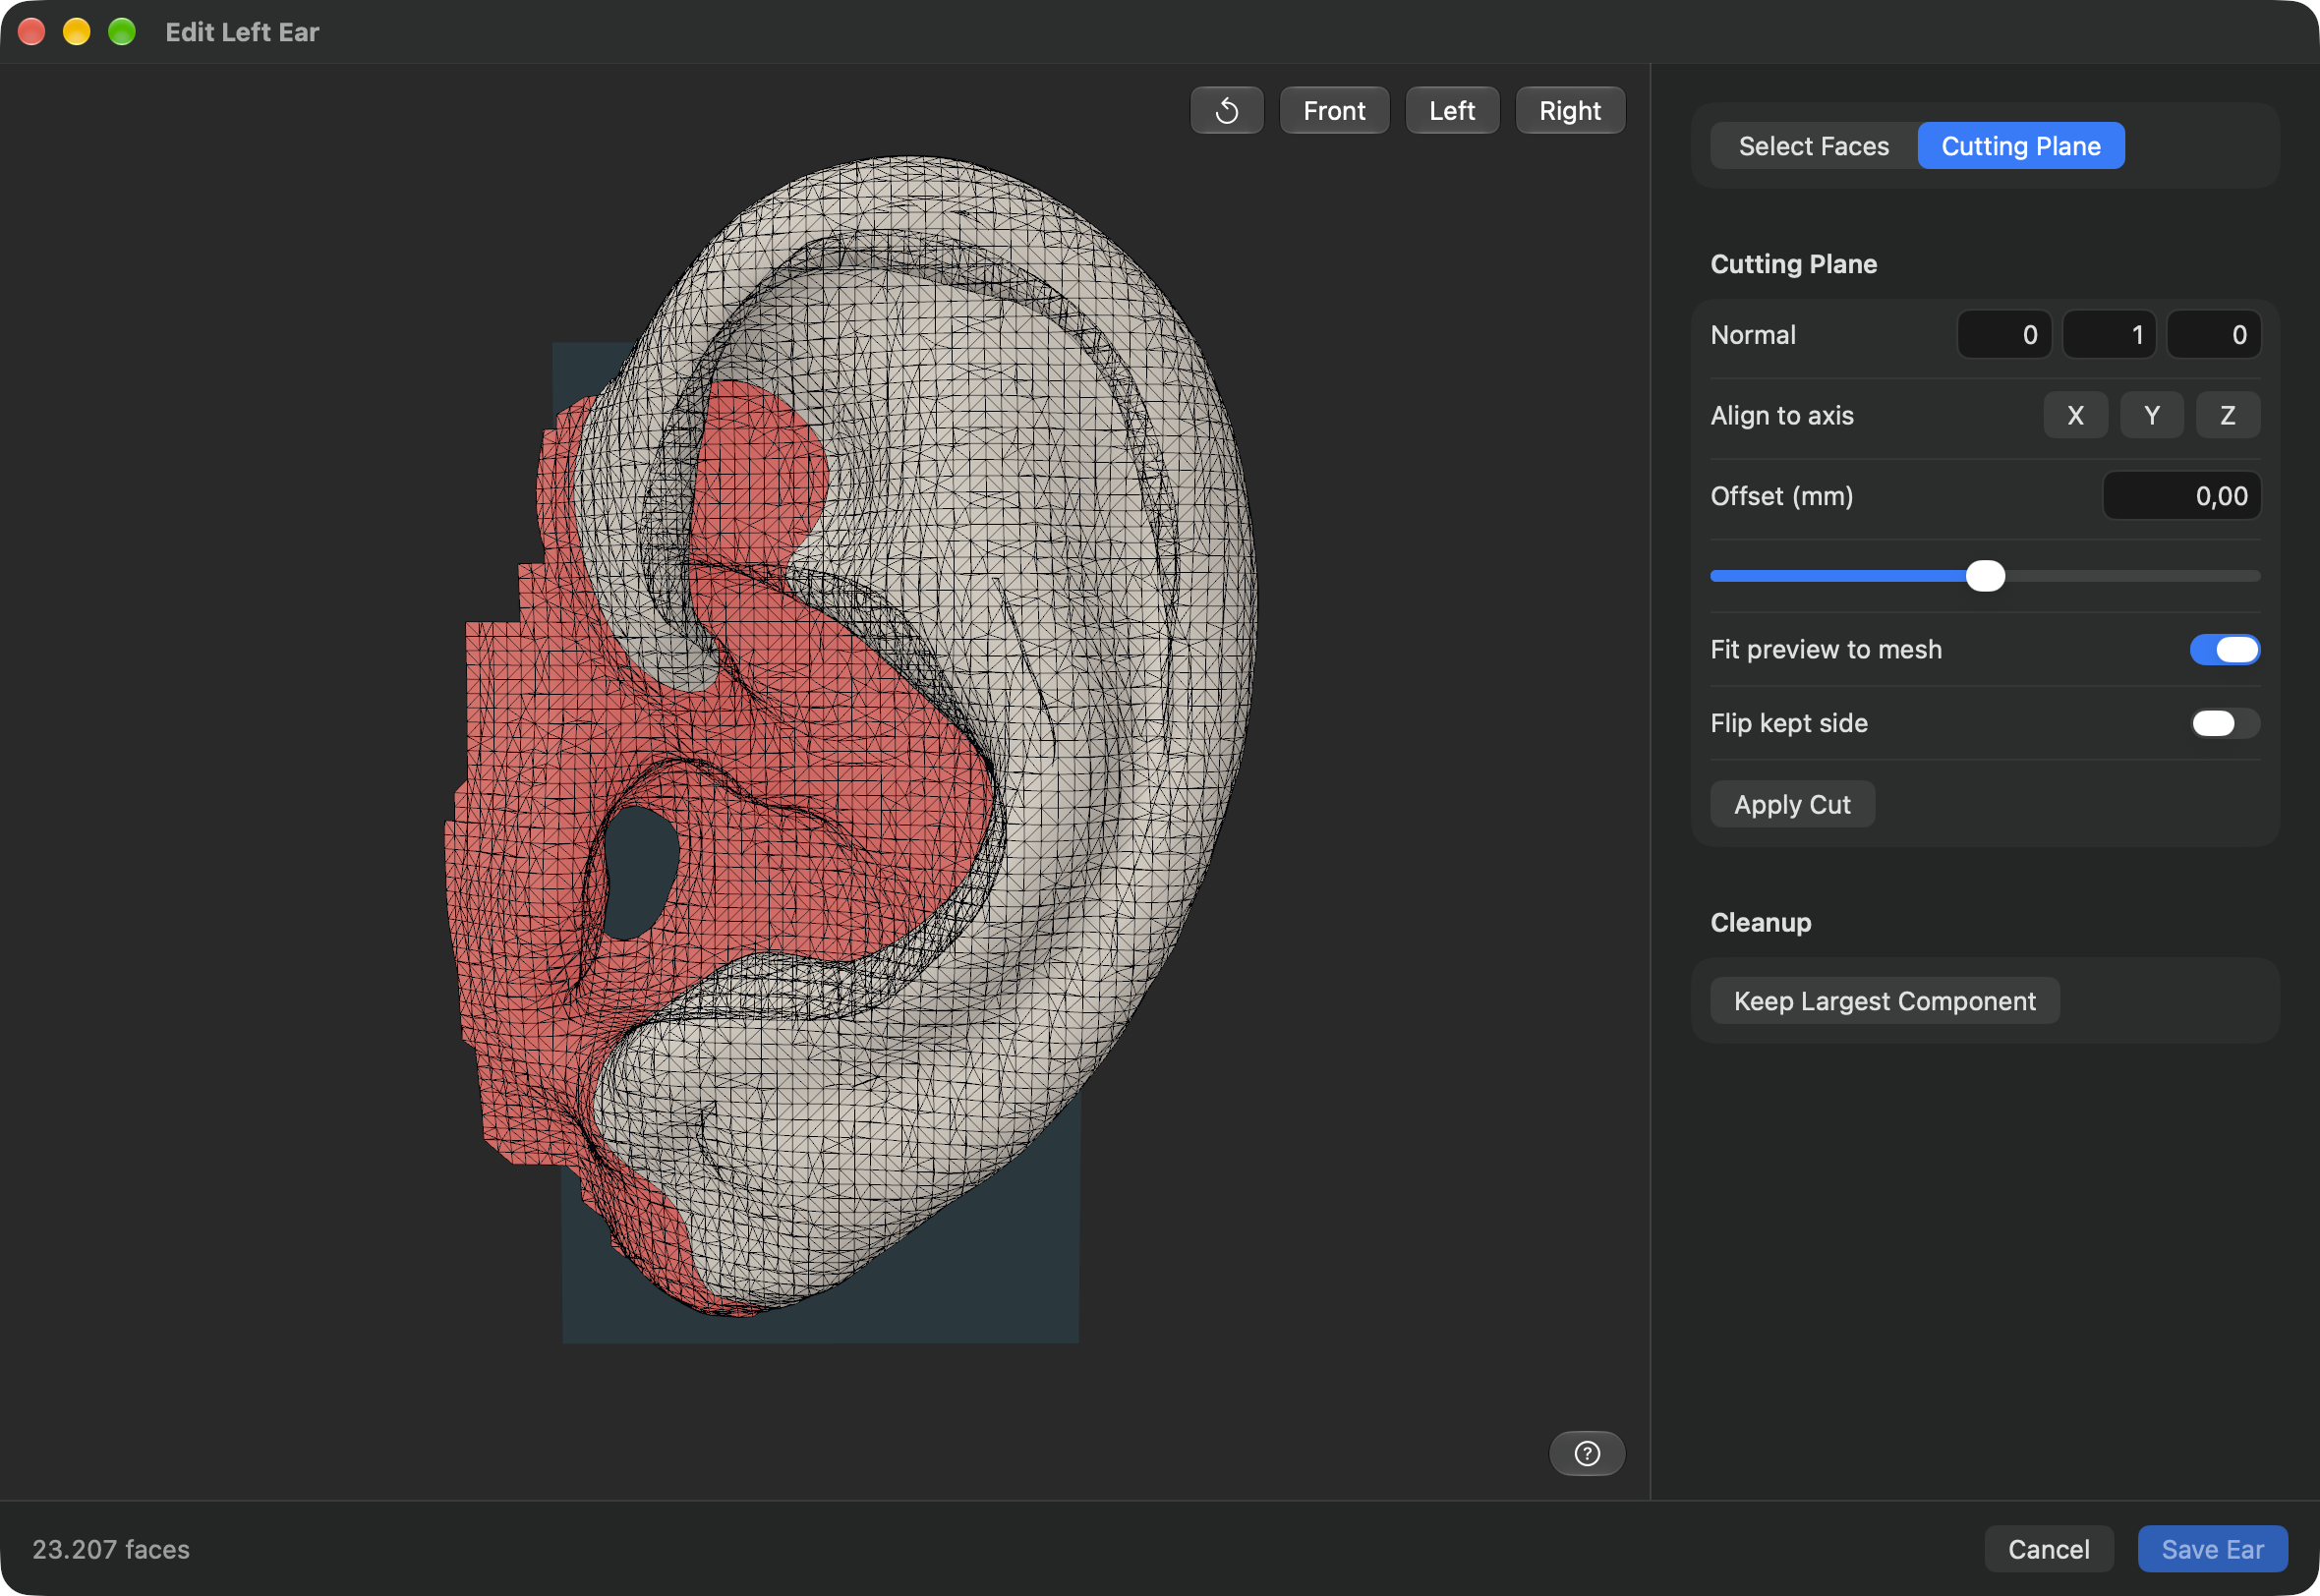 Edit Left Ear
Front Left Right
Select Faces Cutting Plane
Cutting Plane
Normal 0 1 0
Align to axis X Y Z
Offset (mm) 0,00
Fit preview to mesh
Flip kept side
Apply Cut
Cleanup
Keep Largest Component
?
23.207 faces Cancel Save Ear